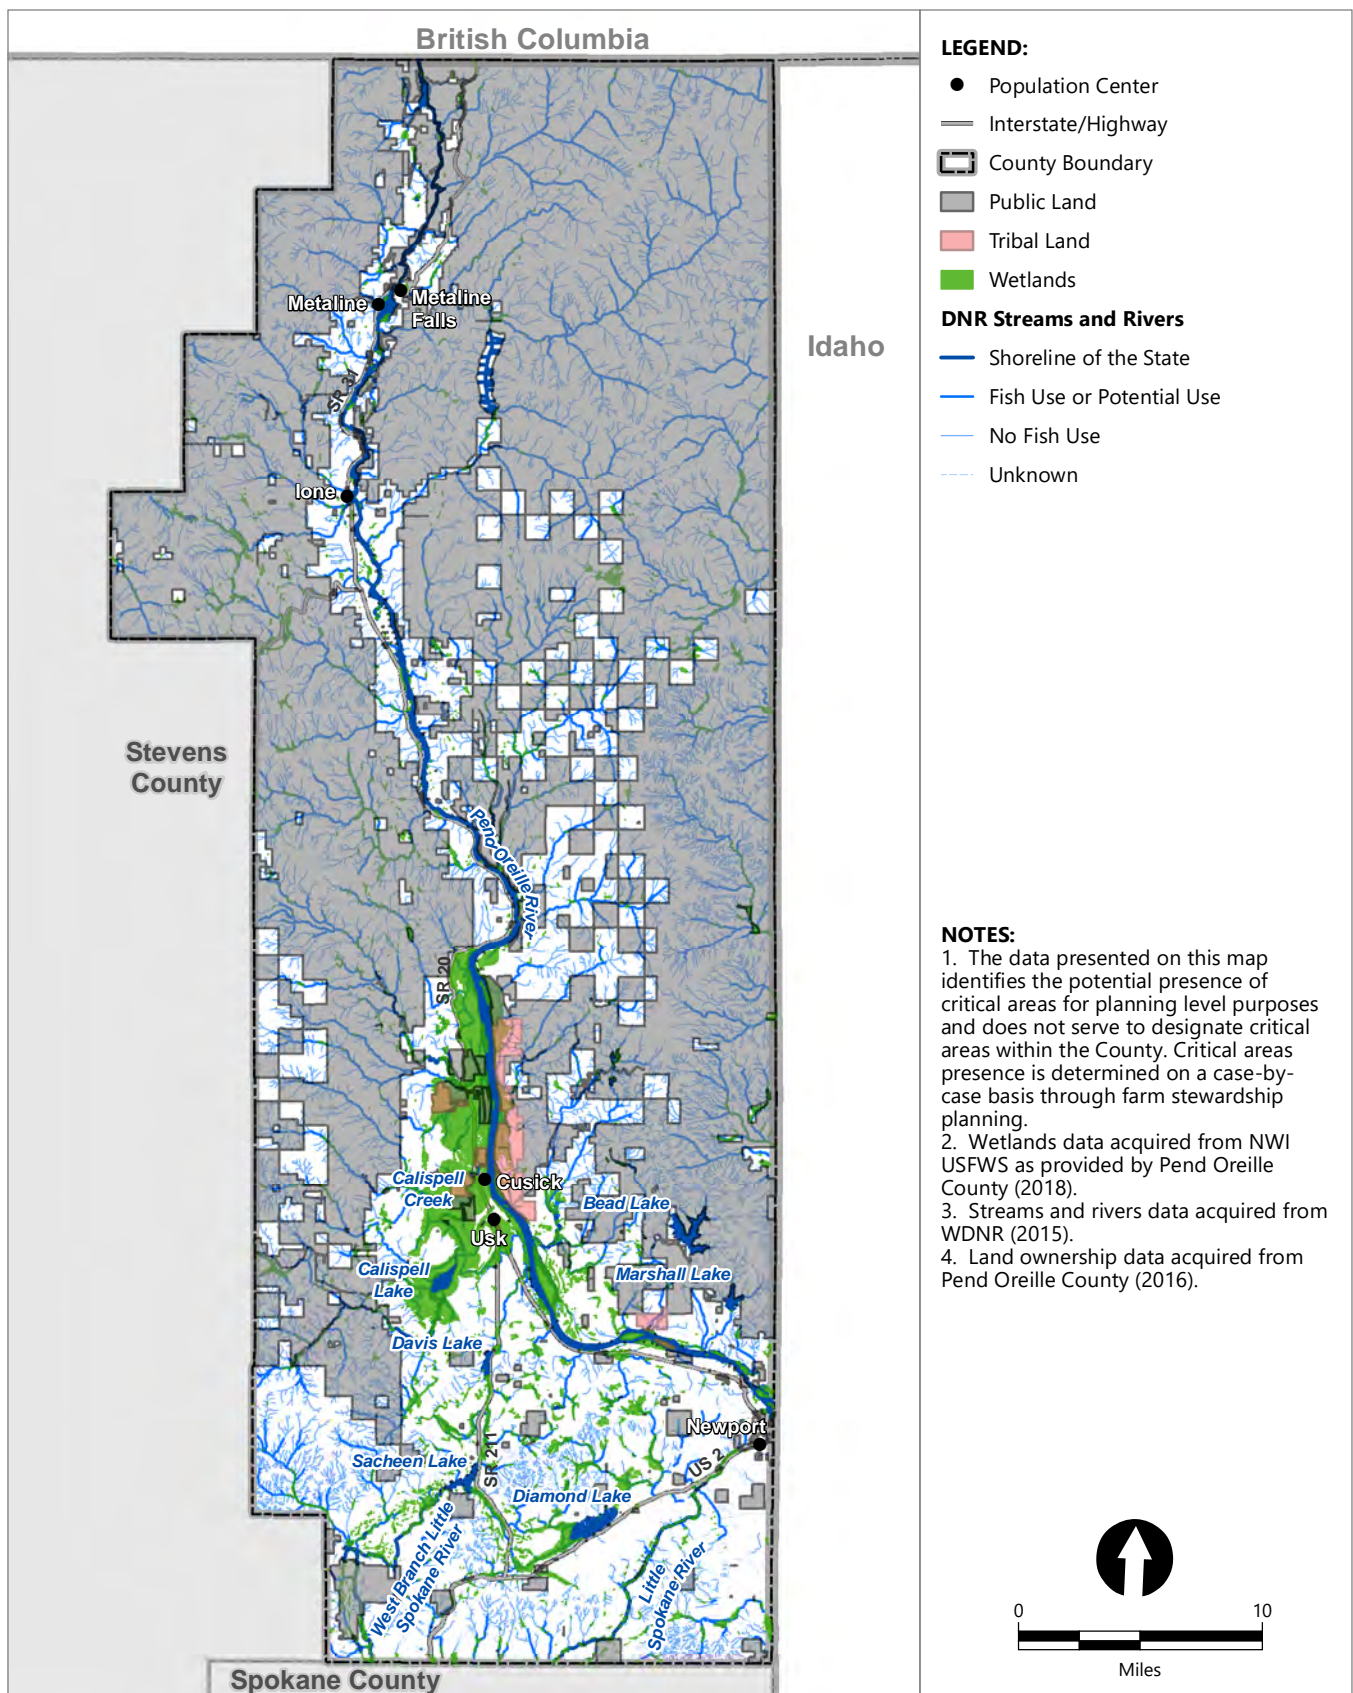 British Columbia
Metaline
Metaline
Falls
Idaho
SR 31
Ione
Stevens
County
Pend Oreille River
SR 20
Calispell
Creek
Cusick
Bead Lake
Usk
Calispell
Lake
Marshall Lake
Davis Lake
Newport
SR 211
US 2
Sacheen Lake
Diamond Lake
West Branch Little
Spokane River
Little
Spokane River
Spokane County
LEGEND:
Population Center
Interstate/Highway
County Boundary
Public Land
Tribal Land
Wetlands
DNR Streams and Rivers
Shoreline of the State
Fish Use or Potential Use
No Fish Use
Unknown
NOTES:
1. The data presented on this map
identifies the potential presence of
critical areas for planning level purposes
and does not serve to designate critical
areas within the County. Critical areas
presence is determined on a case-by-
case basis through farm stewardship
planning.
2. Wetlands data acquired from NWI
USFWS as provided by Pend Oreille
County (2018).
3. Streams and rivers data acquired from
WDNR (2015).
4. Land ownership data acquired from
Pend Oreille County (2016).
0 10
Miles